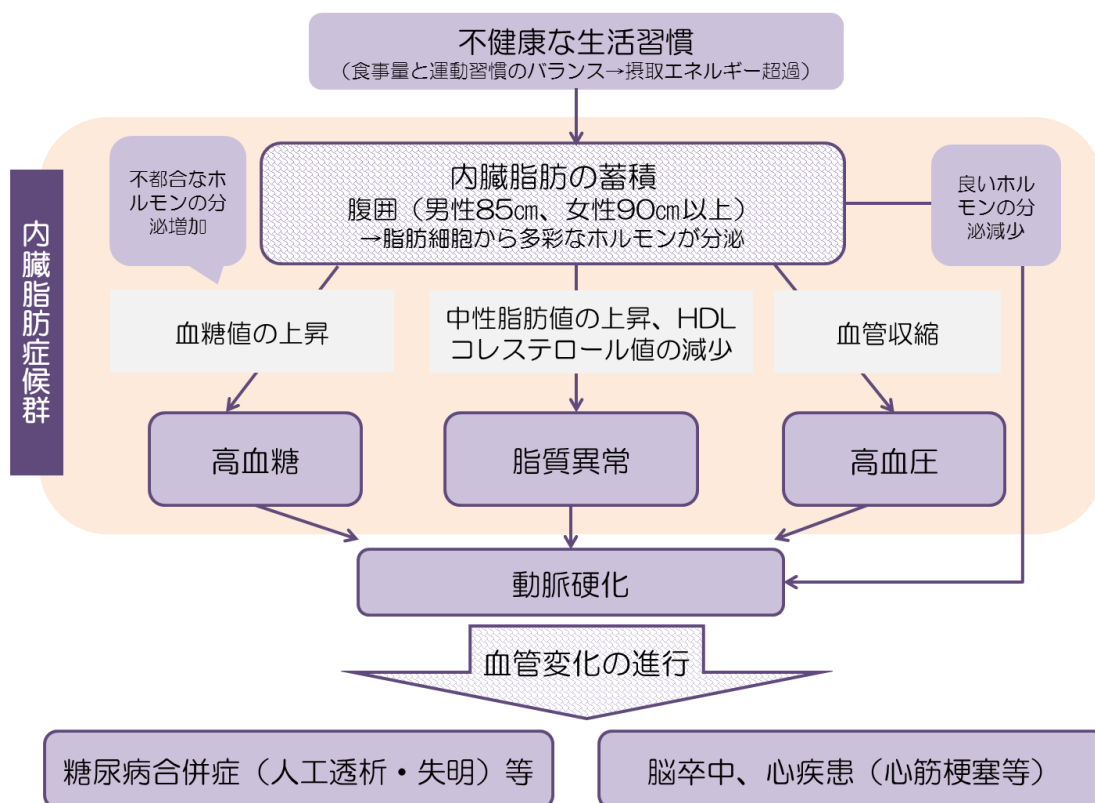 不健康な生活習慣
（食事量と運動習慣のバランス→摂取エネルギー超過）
内臓脂肪症候群
不都合なホ
ルモンの分
泌増加
内臓脂肪の蓄積
腹囲（男性85㎝、女性90㎝以上）
→脂肪細胞から多彩なホルモンが分泌
良いホル
モンの分
泌減少
血糖値の上昇
中性脂肪値の上昇、HDL
コレステロール値の減少
血管収縮
高血糖
脂質異常
高血圧
動脈硬化
血管変化の進行
糖尿病合併症（人工透析・失明）等
脳卒中、心疾患（心筋梗塞等）